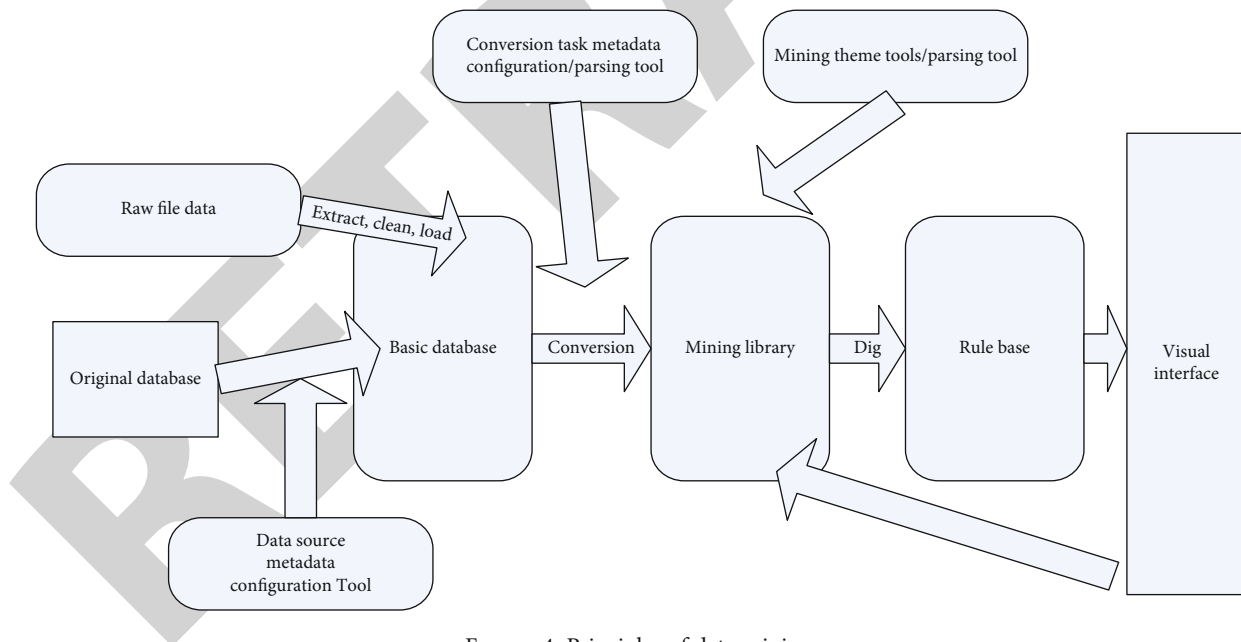 Conversion task metadata
configuration/parsing tool
Mining theme tools/parsing tool
Raw file data
Extract, clean, load
Original database
Basic database
Conversion
Mining library
Dig
Rule base
Visual
interface
Data source
metadata
configuration Tool
RETRA